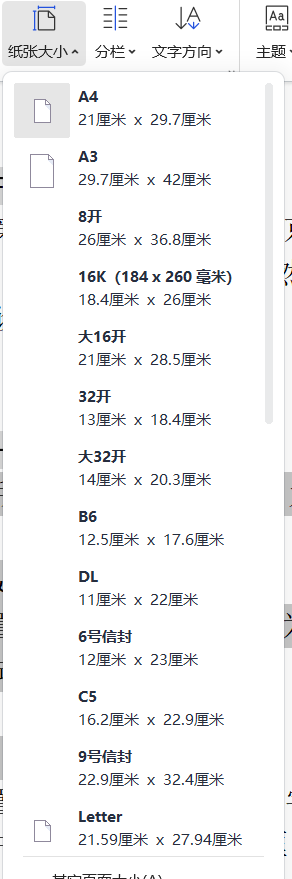 纸张大小 分栏 文字方向 主题
A4
21厘米 x 29.7厘米
A3
29.7厘米 x 42厘米
8开
26厘米 x 36.8厘米
16K（184 x 260 毫米）
18.4厘米 x 26厘米
大16开
21厘米 x 28.5厘米
32开
13厘米 x 18.4厘米
大32开
14厘米 x 20.3厘米
B6
12.5厘米 x 17.6厘米
DL
11厘米 x 22厘米
6号信封
12厘米 x 23厘米
C5
16.2厘米 x 22.9厘米
9号信封
22.9厘米 x 32.4厘米
Letter
21.59厘米 x 27.94厘米
其它页面大小(A)